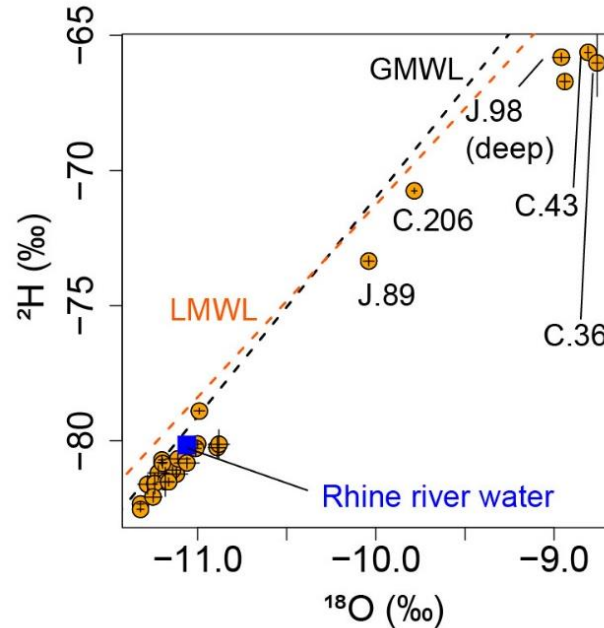 −65
−70
−75
−80
²H (‰)
GMWL
LMWL
J.98
(deep)
C.43
C.206
J.89
C.36
Rhine river water
−11.0
−10.0
−9.0
¹⁸O (‰)